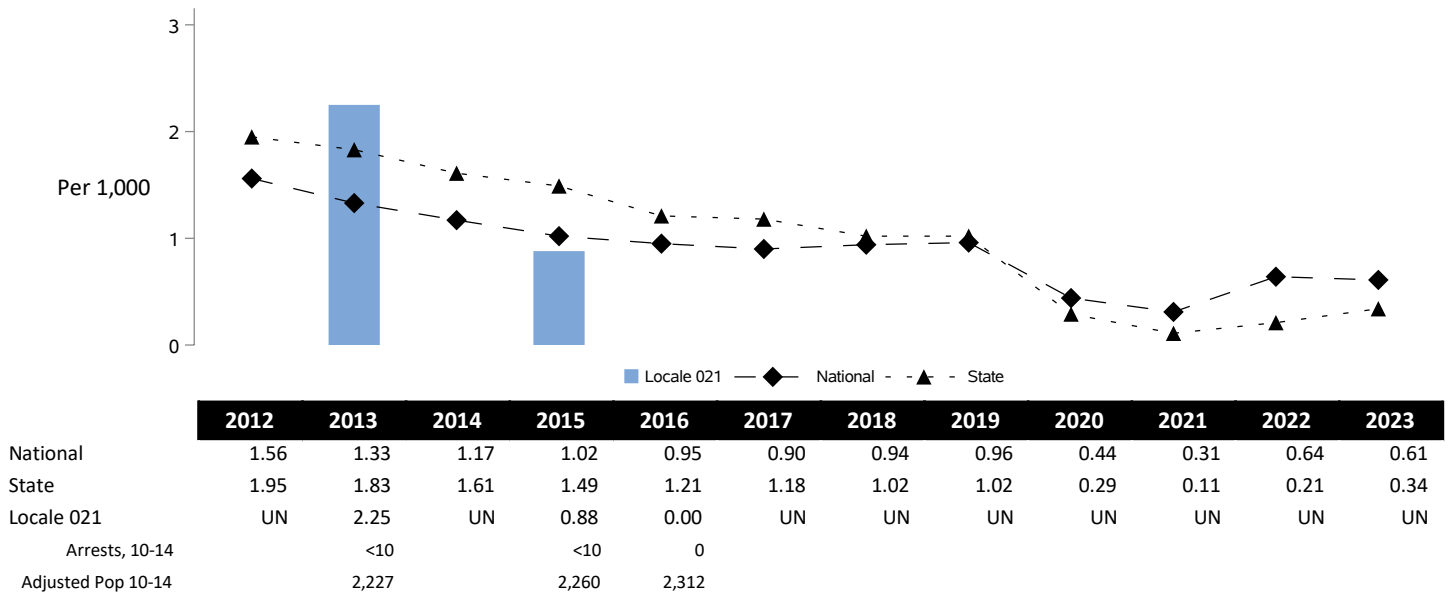 3
2
Per 1,000
1
0
Locale 021 National State
2012 2013 2014 2015 2016 2017 2018 2019 2020 2021 2022 2023
National 1.56 1.33 1.17 1.02 0.95 0.90 0.94 0.96 0.44 0.31 0.64 0.61
State 1.95 1.83 1.61 1.49 1.21 1.18 1.02 1.02 0.29 0.11 0.21 0.34
Locale 021 UN 2.25 UN 0.88 0.00 UN UN UN UN UN UN UN
Arrests, 10-14 <10 <10 0
Adjusted Pop 10-14 2,227 2,260 2,312